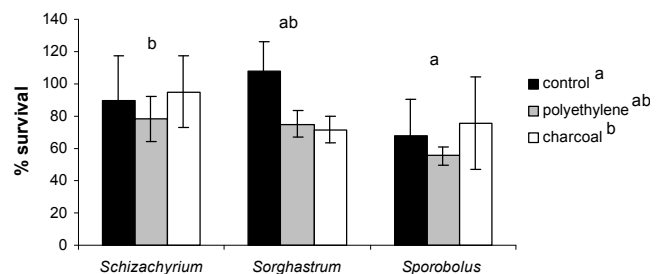 140
120
100
80
60
40
20
0
% survival
b
ab
a
control a
polyethylene ab
charcoal b
Schizachyrium Sorghastrum Sporobolus